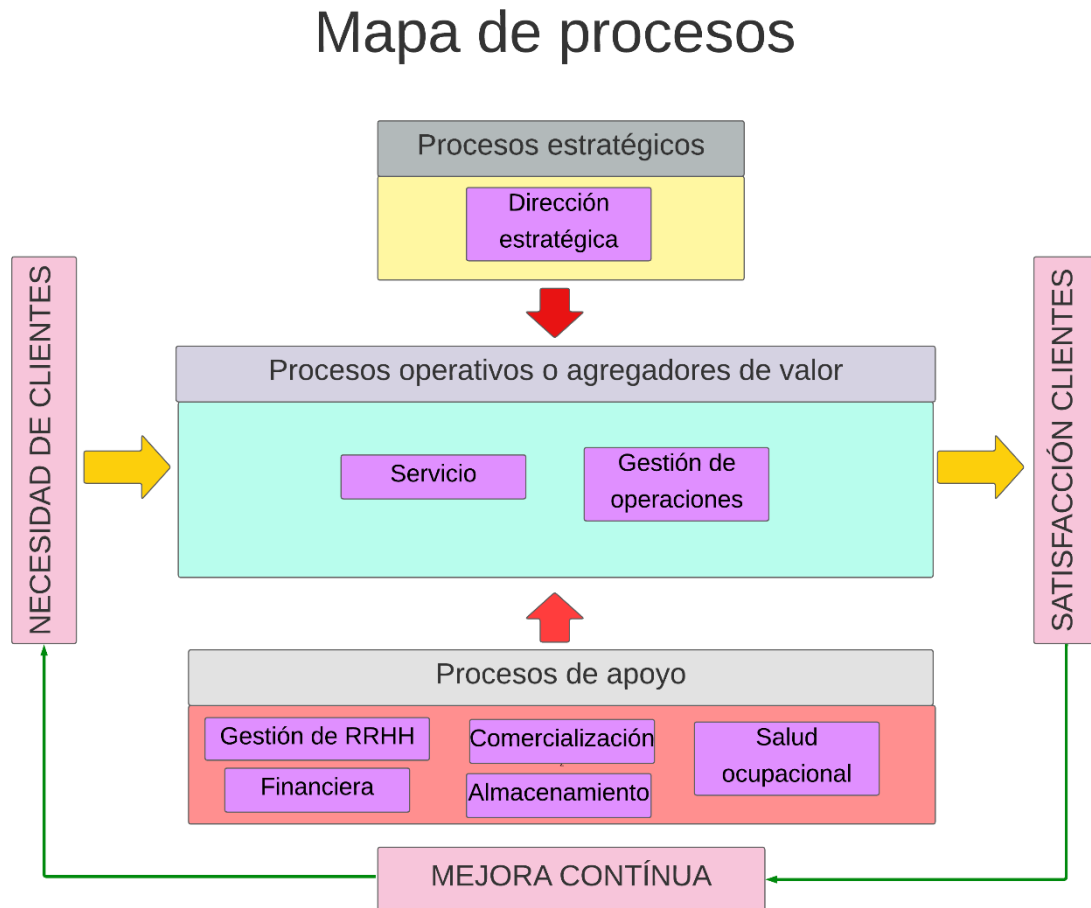 Mapa de procesos
Procesos estratégicos
Dirección
estratégica
NECESIDAD DE CLIENTES
Procesos operativos o agregadores de valor
Servicio
Gestión de
operaciones
SATISFACCIÓN CLIENTES
Procesos de apoyo
Gestión de RRHH
Comercialización
Salud
ocupacional
Financiera
Almacenamiento
MEJORA CONTÍNUA